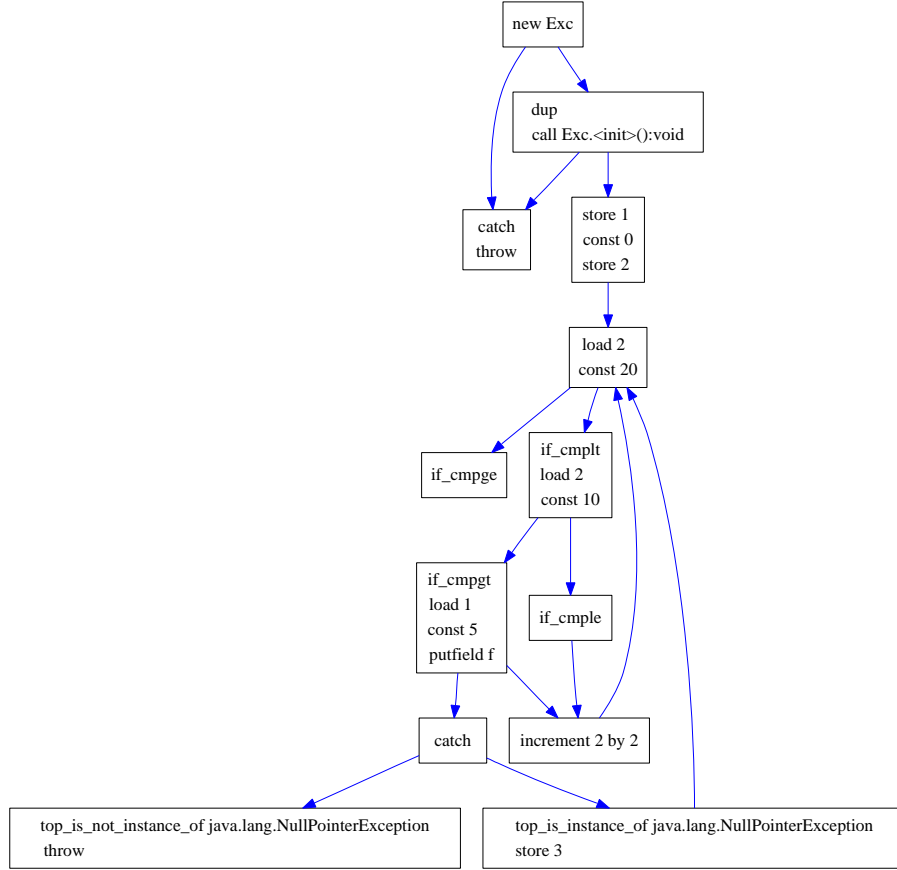 new Exc
dup
call Exc.<init>():void
catch
throw
store 1
const 0
store 2
load 2
const 20
if_cmpge
if_cmplt
load 2
const 10
if_cmpgt
load 1
const 5
putfield f
if_cmple
catch
increment 2 by 2
top_is_not_instance_of java.lang.NullPointerException
throw
top_is_instance_of java.lang.NullPointerException
store 3